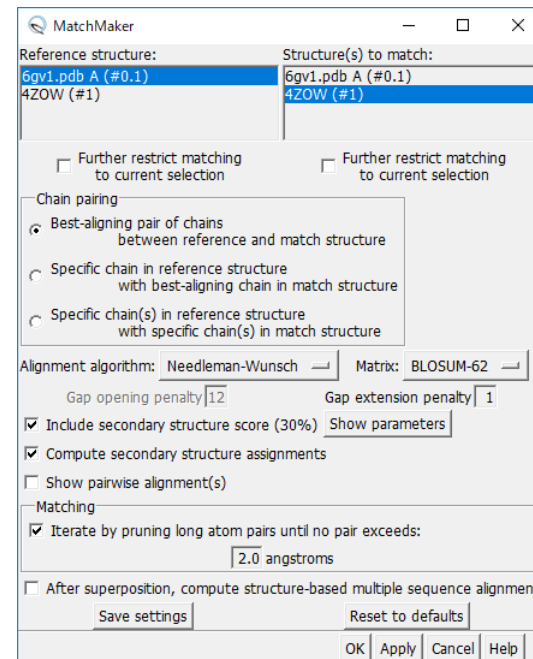 MatchMaker
Reference structure:
Structure(s) to match:
6gv1.pdb A (#0.1)
4ZOW (#1)
6gv1.pdb A (#0.1)
4ZOW (#1)
Further restrict matching
to current selection
Further restrict matching
to current selection
Chain pairing
Best-aligning pair of chains
between reference and match structure
Specific chain in reference structure
with best-aligning chain in match structure
Specific chain(s) in reference structure
with specific chain(s) in match structure
Alignment algorithm: Needleman-Wunsch Matrix: BLOSUM-62
Gap opening penalty 12 Gap extension penalty 1
Include secondary structure score (30%) Show parameters
Compute secondary structure assignments
Show pairwise alignment(s)
Matching
Iterate by pruning long atom pairs until no pair exceeds:
2.0 angstroms
After superposition, compute structure-based multiple sequence alignmen
Save settings Reset to defaults
OK Apply Cancel Help